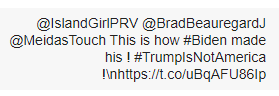 @IslandGirlPRV @BradBeauregardJ
@MeidasTouch This is how #Biden made
his ! #TrumpIsNotAmerica
!\nhttps://t.co/uBqAFU86Ip